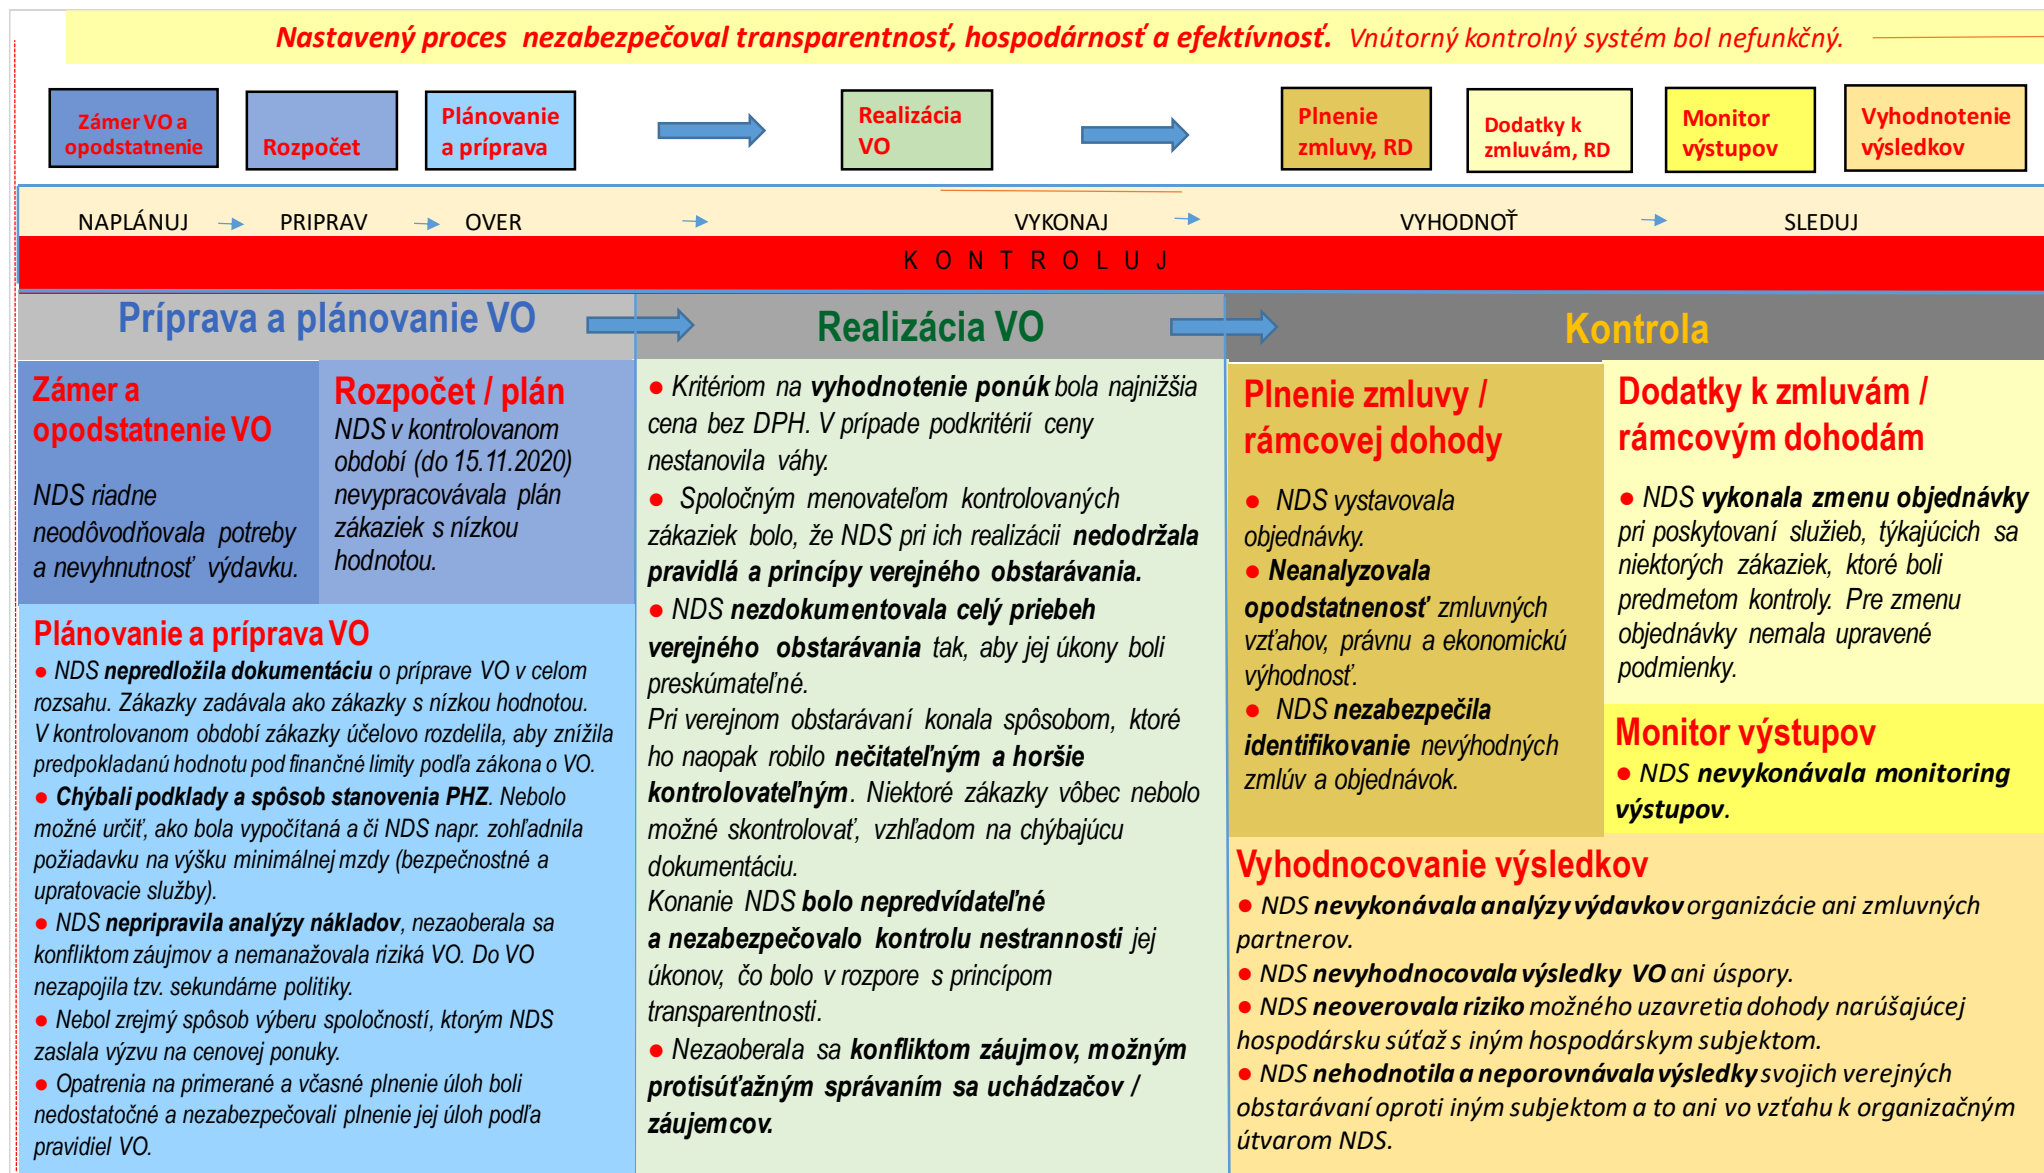 Nastavený proces nezabezpečoval transparentnosť, hospodárnosť a efektívnosť. Vnútorný kontrolný systém bol nefunkčný.
Zámer VO a
opodstatnenie
Rozpočet
Plánovanie
a príprava
Realizácia
VO
Plnenie
zmluvy, RD
Dodatky k
zmluvám, RD
Monitor
výstupov
Vyhodnotenie
výsledkov
NAPLÁNUJ PRIPRAV OVER VYKONAJ VYHODNOŤ SLEDUJ
K O N T R O L U J
Príprava a plánovanie VO
Realizácia VO
Kontrola
Zámer a
opodstatnenie VO
NDS riadne
neodôvodňovala potreby
a nevyhnutnosť výdavku.
Rozpočet / plán
NDS v kontrolovanom
období (do 15.11.2020)
nevypracovávala plán
zákaziek s nízkou
hodnotou.
Plánovanie a príprava VO
● NDS nepredložila dokumentáciu o príprave VO v celom
rozsahu. Zákazky zadávala ako zákazky s nízkou hodnotou.
V kontrolovanom období zákazky účelovo rozdelila, aby znížila
predpokladanú hodnotu pod finančné limity podľa zákona o VO.
● Chýbali podklady a spôsob stanovenia PHZ. Nebolo
možné určiť, ako bola vypočítaná a či NDS napr. zohľadnila
požiadavku na výšku minimálnej mzdy (bezpečnostné a
upratovacie služby).
● NDS nepripravila analýzy nákladov, nezaoberala sa
konfliktom záujmov a nemanažovala riziká VO. Do VO
nezapojila tzv. sekundárne politiky.
● Nebol zrejmý spôsob výberu spoločností, ktorým NDS
zaslala výzvu na cenovej ponuky.
● Opatrenia na primerané a včasné plnenie úloh boli
nedostatočné a nezabezpečovali plnenie jej úloh podľa
pravidiel VO.
● Kritériom na vyhodnotenie ponúk bola najnižšia
cena bez DPH. V prípade podkritérií ceny
nestanovila váhy.
● Spoločným menovateľom kontrolovaných
zákaziek bolo, že NDS pri ich realizácii nedodržala
pravidlá a princípy verejného obstarávania.
● NDS nezdokumentovala celý priebeh
verejného obstarávania tak, aby jej úkony boli
preskúmateľné.
Pri verejnom obstarávaní konala spôsobom, ktoré
ho naopak robilo nečitateľným a horšie
kontrolovateľným. Niektoré zákazky vôbec nebolo
možné skontrolovať, vzhľadom na chýbajúcu
dokumentáciu.
Konanie NDS bolo nepredvídateľné
a nezabezpečovalo kontrolu nestrannosti jej
úkonov, čo bolo v rozpore s princípom
transparentnosti.
● Nezaoberala sa konfliktom záujmov, možným
protisúťažným správaním sa uchádzačov /
záujemcov.
Plnenie zmluvy /
rámcovej dohody
● NDS vystavovala
objednávky.
● Neanalyzovala
opodstatnenosť zmluvných
vzťahov, právnu a ekonomickú
výhodnosť.
● NDS nezabezpečila
identifikovanie nevýhodných
zmlúv a objednávok.
Dodatky k zmluvám /
rámcovým dohodám
● NDS vykonala zmenu objednávky
pri poskytovaní služieb, týkajúcich sa
niektorých zákaziek, ktoré boli
predmetom kontroly. Pre zmenu
objednávky nemala upravené
podmienky.
Monitor výstupov
● NDS nevykonávala monitoring
výstupov.
Vyhodnocovanie výsledkov
● NDS nevykonávala analýzy výdavkov organizácie ani zmluvných
partnerov.
● NDS nevyhodnocovala výsledky VO ani úspory.
● NDS neoverovala riziko možného uzavretia dohody narúšajúcej
hospodársku súťaž s iným hospodárskym subjektom.
● NDS nehodnotila a neporovnávala výsledky svojich verejných
obstarávaní oproti iným subjektom a to ani vo vzťahu k organizačným
útvarom NDS.